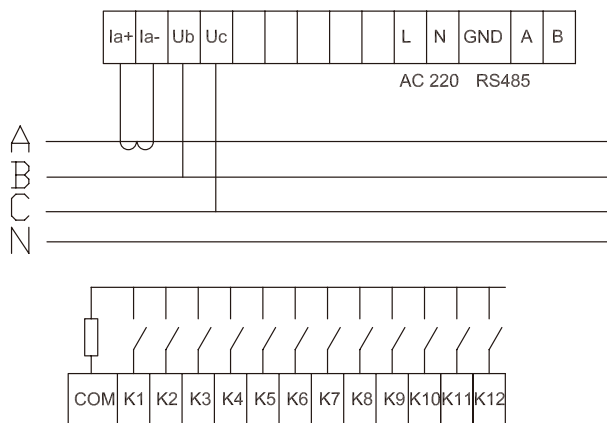 Ia+ Ia- Ub Uc L N GND A B
AC 220 RS485
A
B
C
N
COM K1 K2 K3 K4 K5 K6 K7 K8 K9 K10 K11 K12